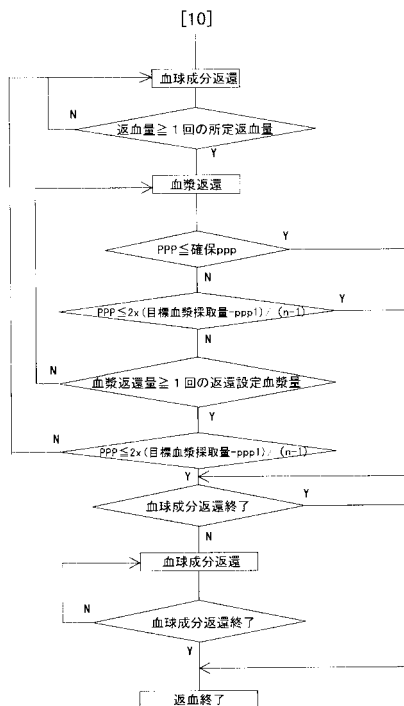 [10]
血球成分返還
N
返血量≧1回の所定返血量
Y
血漿返還
Y
PPP≦確保ppp
N
Y
PPP≦2x(目標血漿採取量-ppp1)/ (n-1)
N
N
血漿返還量≧1回の返還設定血漿量
Y
N
PPP≦2x(目標血漿採取量-ppp1)/ (n-1)
Y
Y
血球成分返還終了
N
血球成分返還
N
血球成分返還終了
Y
返血終了